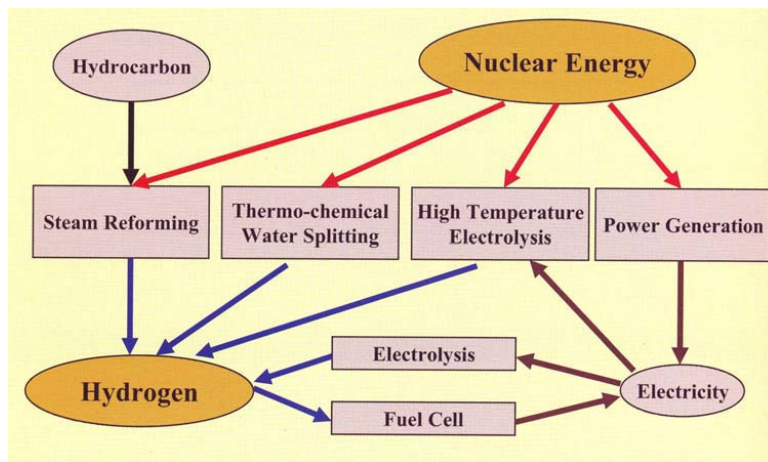 Hydrocarbon
Nuclear Energy
Steam Reforming
Thermo-chemical
Water Splitting
High Temperature
Electrolysis
Power Generation
Electrolysis
Hydrogen
Electricity
Fuel Cell